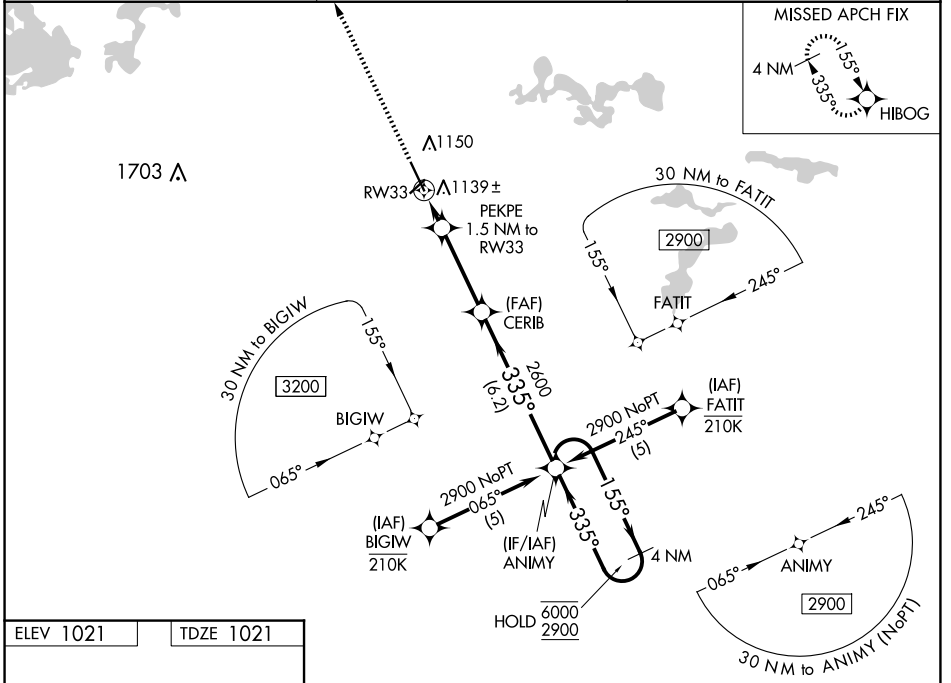 MISSED APCH FIX
4 NM
155°
335°
HIBOG
1150
1703
RW33
1139 ±
PEKPE
1.5 NM to
RW33
30 NM to FATIT
2900
155°
245°
FATIT
(FAF)
CERIB
30 NM to BIGIW
155°
3200
BIGIW
065°
2600
335°
(6.2)
(IAF)
FATIT
210K
2900 NoPT
245°
(5)
2900 NoPT
065°
(5)
(IAF)
BIGIW
210K
(IF/IAF)
ANIMY
155°
335°
4 NM
HOLD 6000
2900
245°
065°
ANIMY
2900
30 NM to ANIMY (NoPT)
ELEV 1021
TDZE 1021